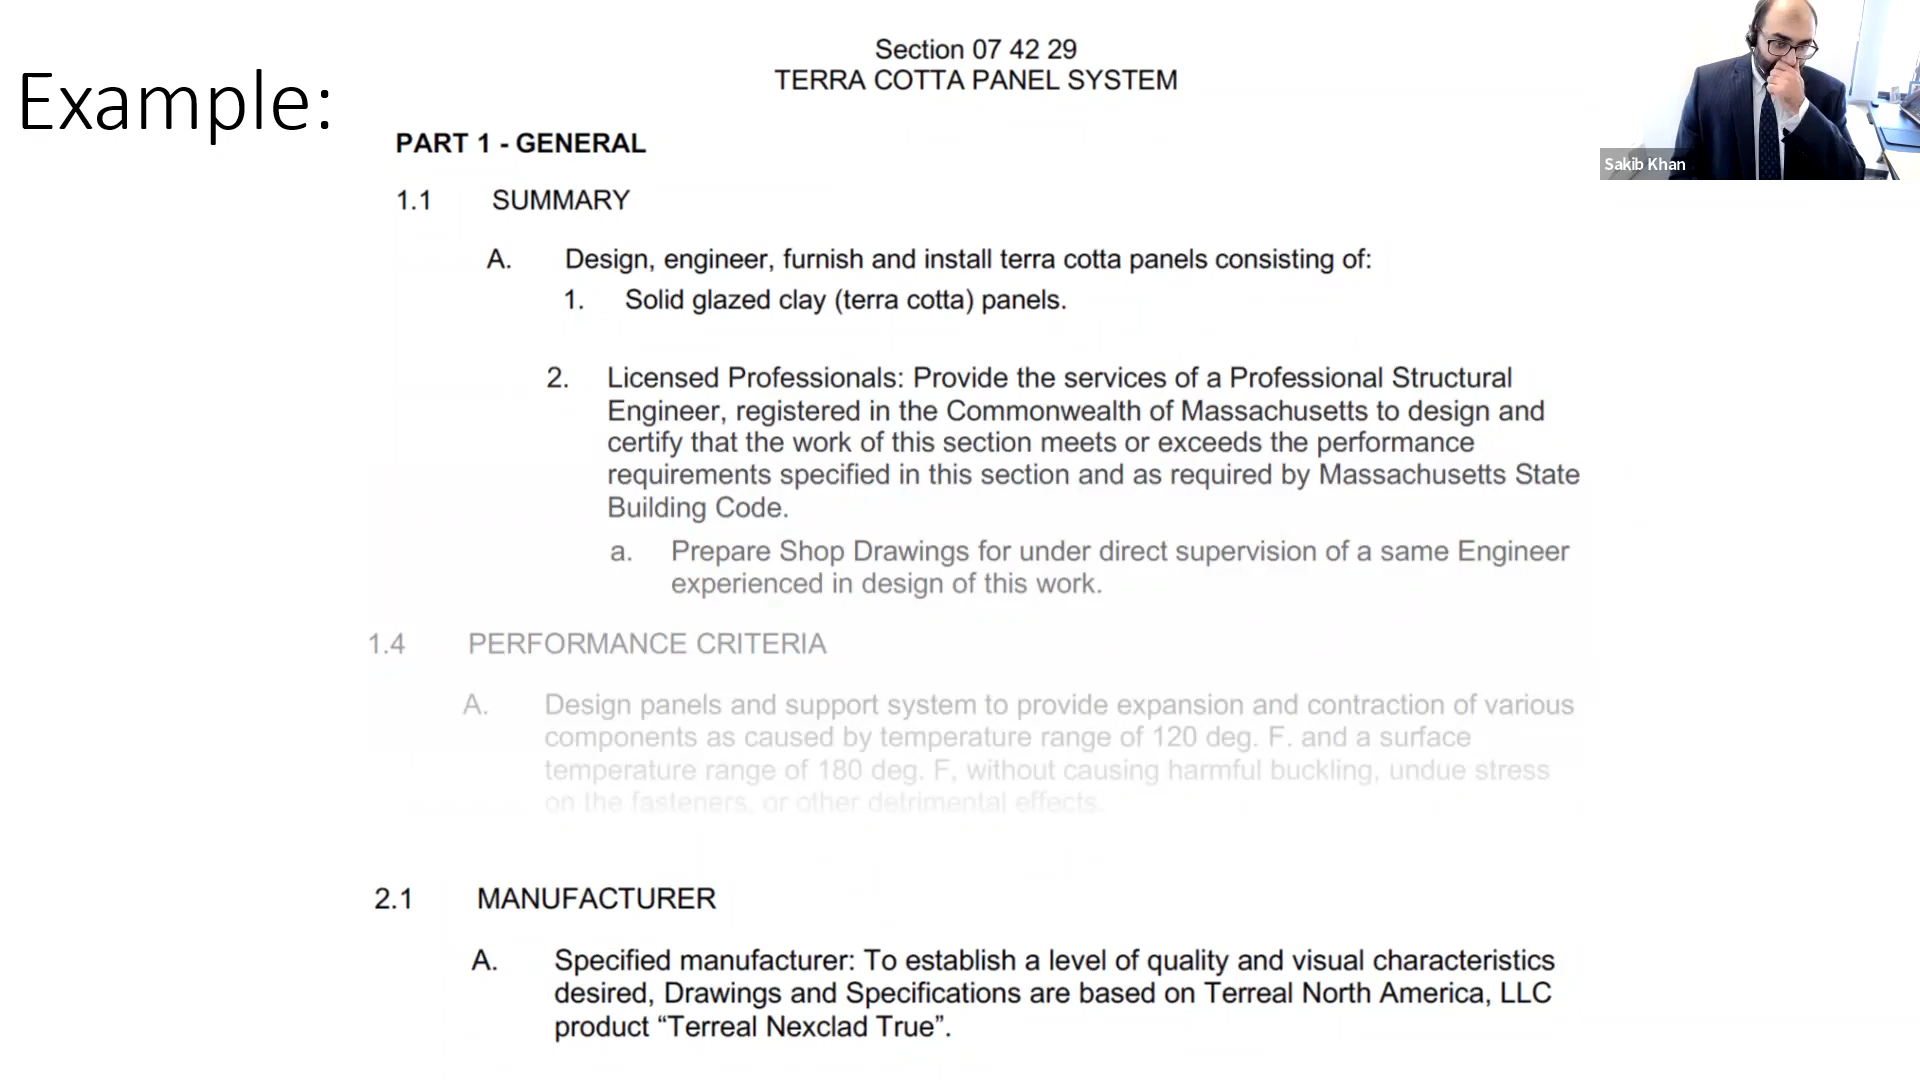 Example:
Section 07 42 29
TERRA COTTA PANEL SYSTEM
Sakib Khan
PART 1 - GENERAL
1.1 SUMMARY
A. Design, engineer, furnish and install terra cotta panels consisting of:
1. Solid glazed clay (terra cotta) panels.
2. Licensed Professionals: Provide the services of a Professional Structural
Engineer, registered in the Commonwealth of Massachusetts to design and
certify that the work of this section meets or exceeds the performance
requirements specified in this section and as required by Massachusetts State
Building Code.
a. Prepare Shop Drawings for under direct supervision of a same Engineer
experienced in design of this work.
1.4 PERFORMANCE CRITERIA
A. Design panels and support system to provide expansion and contraction of various
components as caused by temperature range of 120 deg. F. and a surface
temperature range of 180 deg. F, without causing harmful buckling, undue stress
on the fasteners, or other detrimental effects.
2.1 MANUFACTURER
A. Specified manufacturer: To establish a level of quality and visual characteristics
desired, Drawings and Specifications are based on Terreal North America, LLC
product “Terreal Nexclad True”.